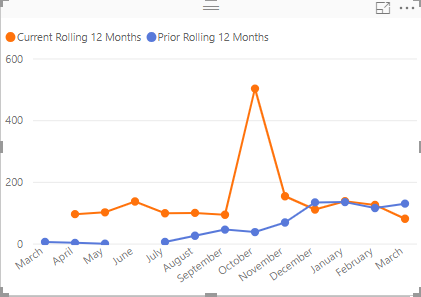 Current Rolling 12 Months Prior Rolling 12 Months
600
400
200
0
March April May June July August September October November December January February March